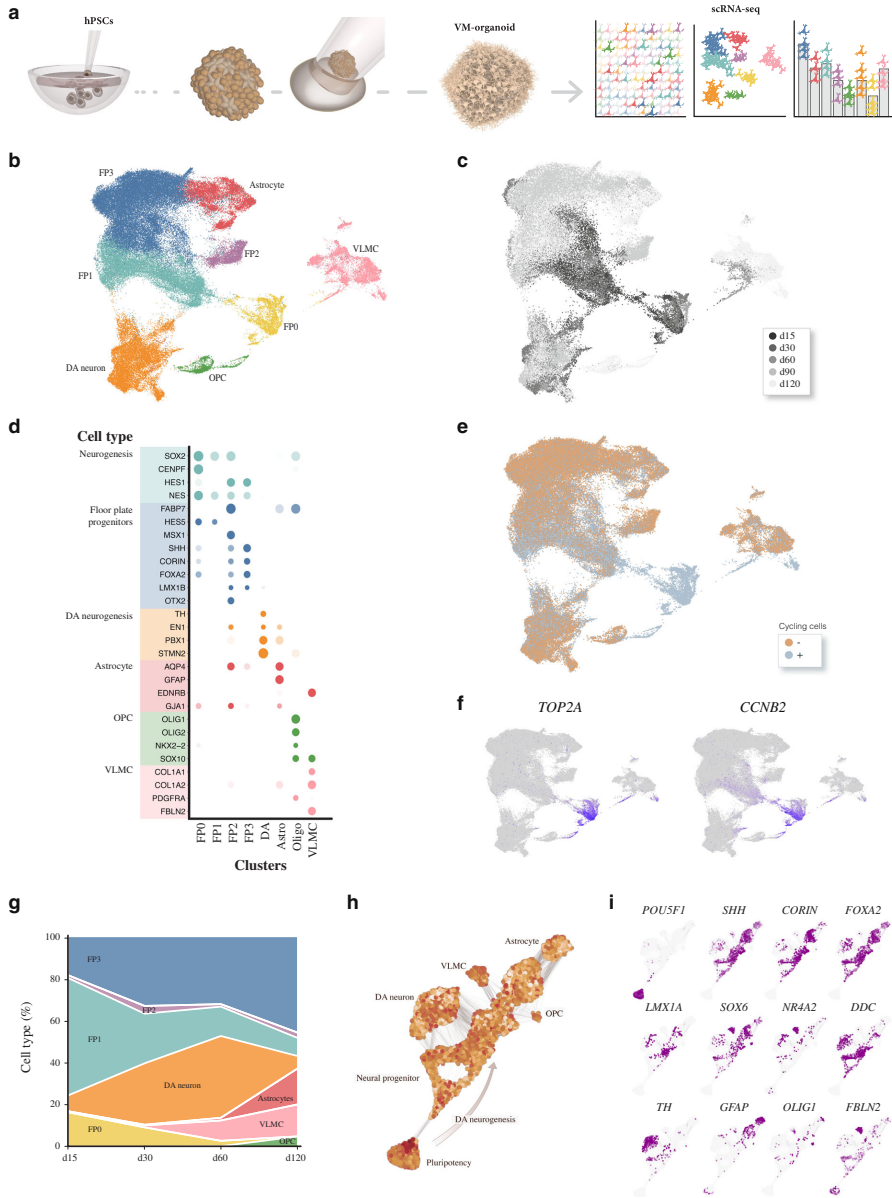 a
hPSCs
VM-organoid
scRNA-seq
b
FP3
Astrocyte
FP2
VLMC
FP1
FP0
DA neuron
OPC
c
d15
d30
d60
d90
d120
d
Cell type
Neurogenesis
SOX2
CENPF
HES1
NES
Floor plate
progenitors
FABP7
HES5
MSX1
SHH
CORIN
FOXA2
LMX1B
OTX2
DA neurogenesis
TH
EN1
PBX1
STMN2
Astrocyte
AQP4
GFAP
EDNRB
GJA1
OPC
OLIG1
OLIG2
NKX2-2
SOX10
VLMC
COL1A1
COL1A2
PDGFRA
FBLN2
FP0
FP1
FP2
FP3
DA
Astro
Oligo
VLMC
Clusters
e
Cycling cells
-
+
f
TOP2A
CCNB2
g
Cell type (%)
100
80
60
40
20
0
d15
d30
d60
d120
FP3
FP2
FP1
DA neuron
Astrocytes
VLMC
FP0
OPC
h
Astrocyte
VLMC
DA neuron
OPC
Neural progenitor
DA neurogenesis
Pluripotency
i
POU5F1
SHH
CORIN
FOXA2
LMX1A
SOX6
NR4A2
DDC
TH
GFAP
OLIG1
FBLN2